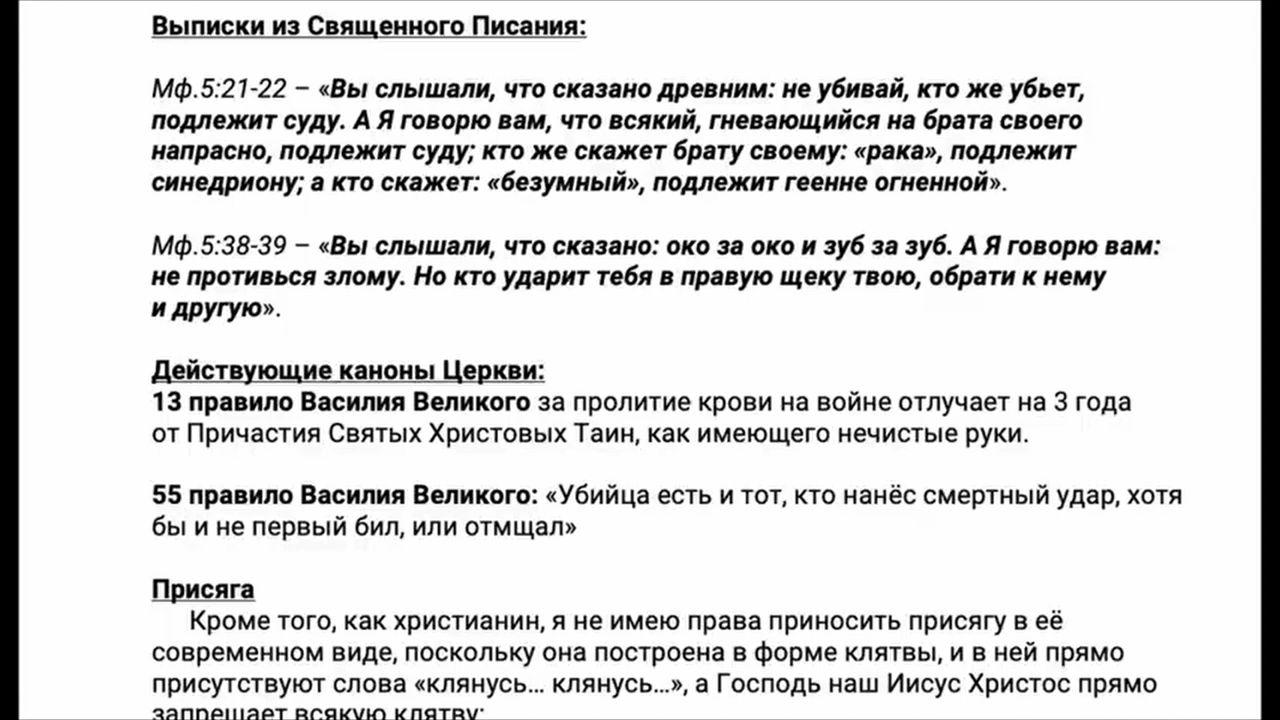 Выписки из Священного Писания:
Мф.5:21-22 – «Вы слышали, что сказано древним: не убивай, кто же убьет,
подлежит суду. А Я говорю вам, что всякий, гневающийся на брата своего
напрасно, подлежит суду; кто же скажет брату своему: «рака», подлежит
синедриону; а кто скажет: «безумный», подлежит геенне огненной».
Мф.5:38-39 – «Вы слышали, что сказано: око за око и зуб за зуб. А Я говорю вам:
не противься злому. Но кто ударит тебя в правую щеку твою, обрати к нему
и другую».
Действующие каноны Церкви:
13 правило Василия Великого за пролитие крови на войне отлучает на 3 года
от Причастия Святых Христовых Таин, как имеющего нечистые руки.
55 правило Василия Великого: «Убийца есть и тот, кто нанёс смертный удар, хотя
бы и не первый бил, или отмщал»
Присяга
Кроме того, как христианин, я не имею права приносить присягу в её
современном виде, поскольку она построена в форме клятвы, и в ней прямо
присутствуют слова «клянусь… клянусь…», а Господь наш Иисус Христос прямо
запрещает всякую клятву: